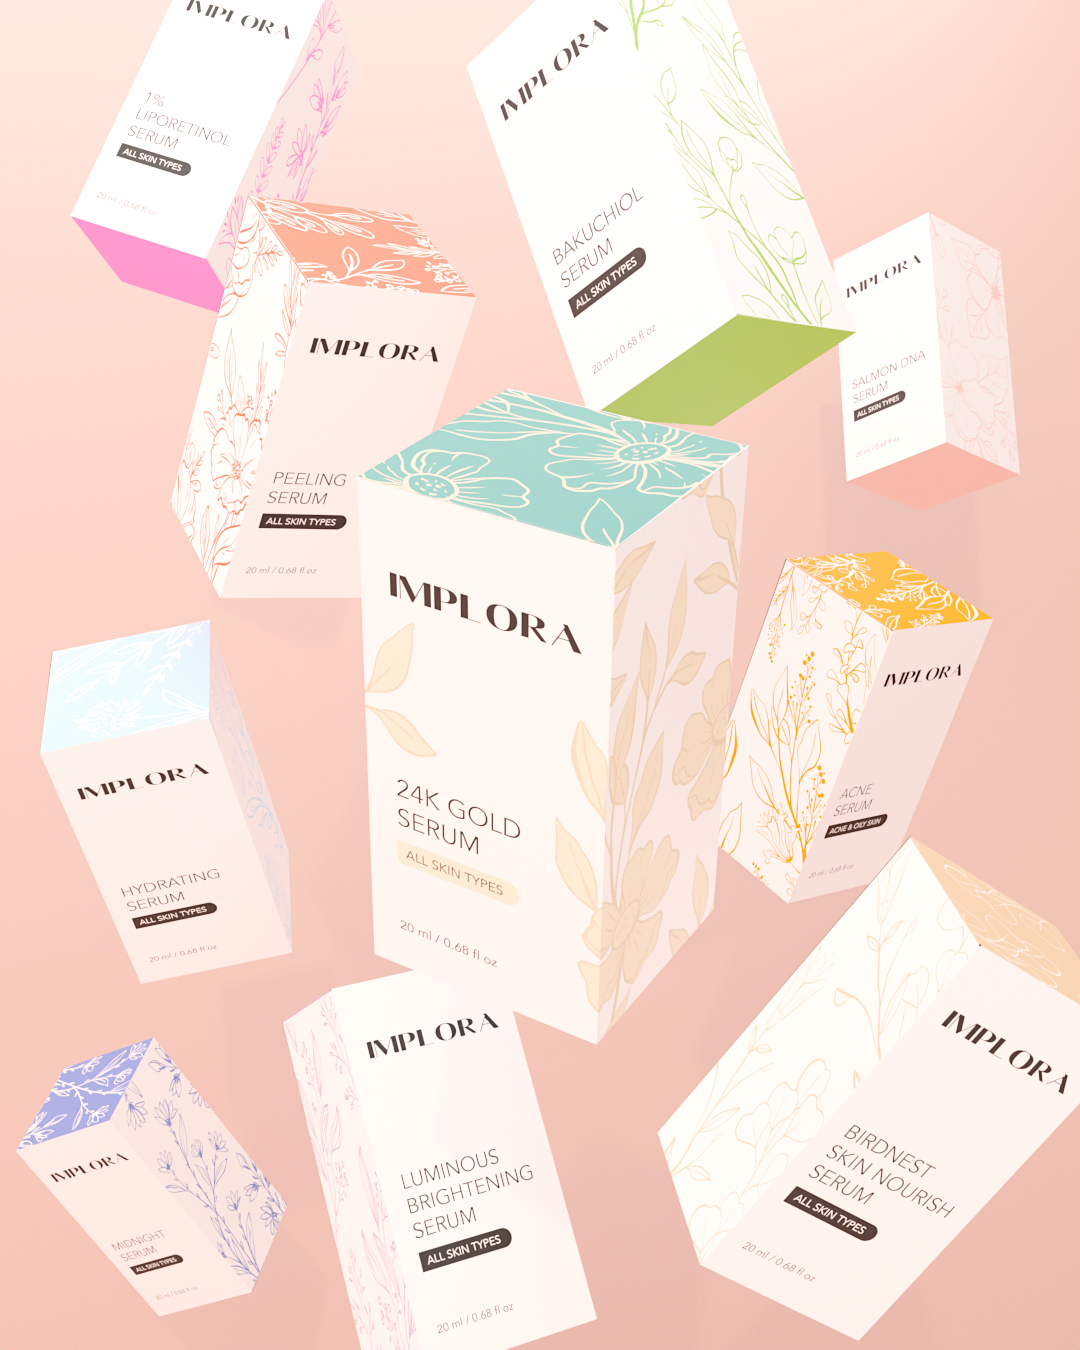 IMPLORA
1%
LIPORETINOL
SERUM
ALL SKIN TYPES
20 ml / 0.68 fl oz
IMPLORA
BAKUCHIOL
SERUM
ALL SKIN TYPES
20 ml / 0.68 fl oz
IMPLORA
SALMON DNA
SERUM
ALL SKIN TYPES
20 ml / 0.68 fl oz
IMPLORA
PEELING
SERUM
ALL SKIN TYPES
20 ml / 0.68 fl oz
IMPLORA
24K GOLD
SERUM
ALL SKIN TYPES
20 ml / 0.68 fl oz
IMPLORA
ACNE
SERUM
ACNE & OILY SKIN
20 ml / 0.68 fl oz
IMPLORA
HYDRATING
SERUM
ALL SKIN TYPES
20 ml / 0.68 fl oz
IMPLORA
MIDNIGHT
SERUM
ALL SKIN TYPES
20 ml / 0.68 fl oz
IMPLORA
LUMINOUS
BRIGHTENING
SERUM
ALL SKIN TYPES
20 ml / 0.68 fl oz
IMPLORA
BIRDNEST
SKIN NOURISH
SERUM
ALL SKIN TYPES
20 ml / 0.68 fl oz